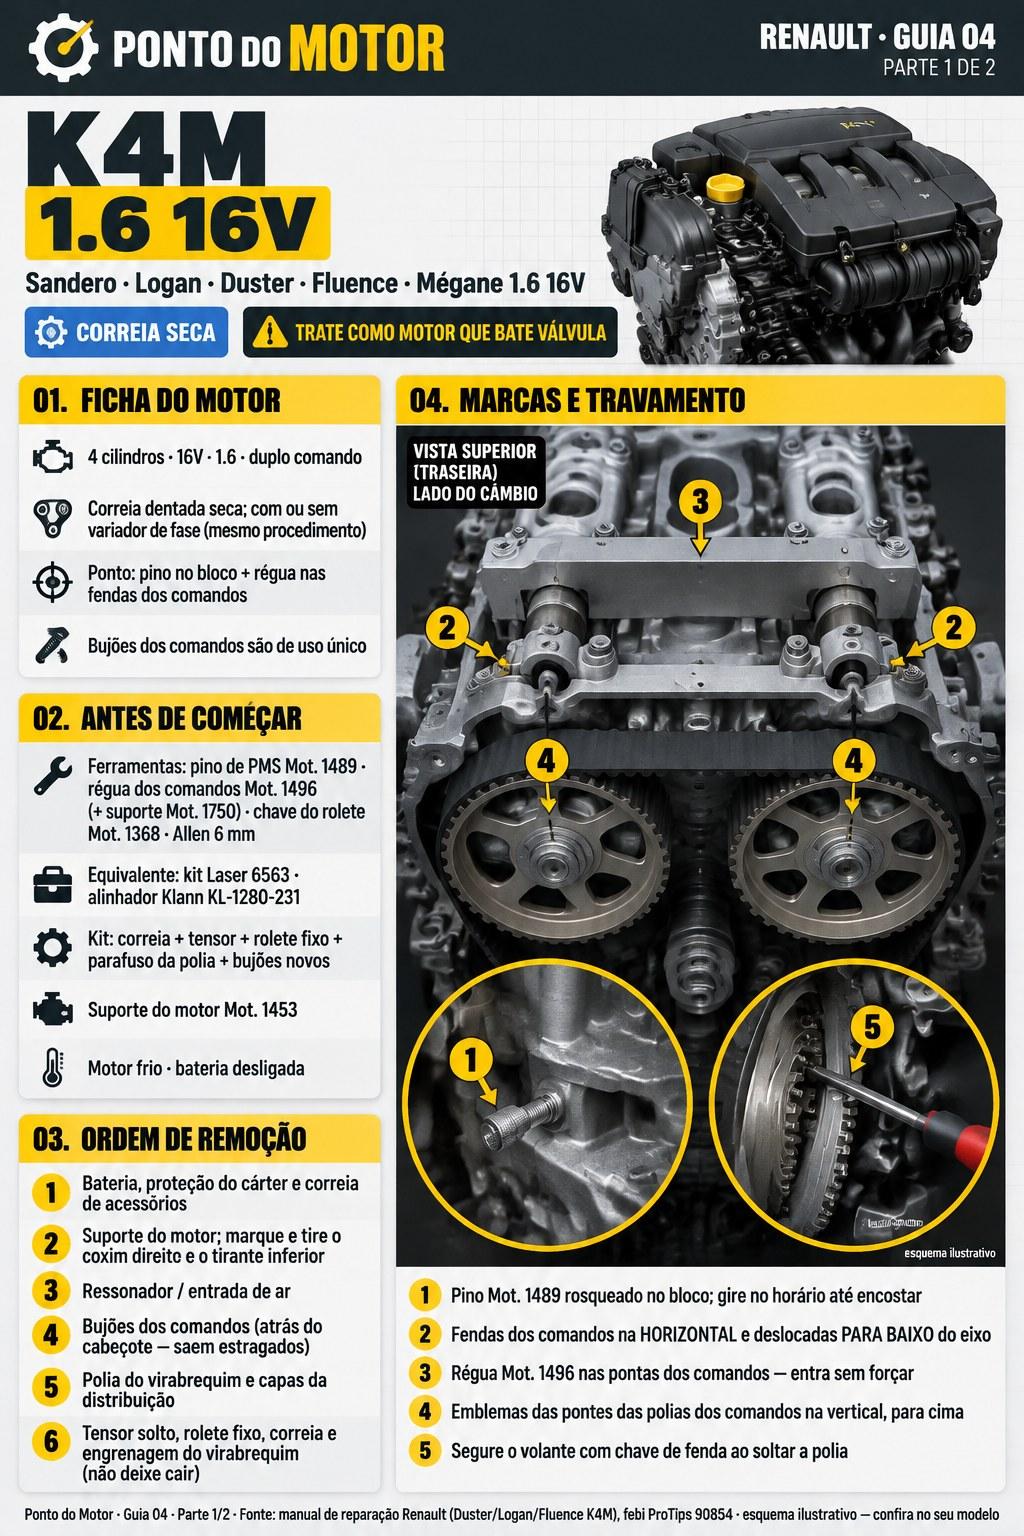 PONTO DO MOTOR
RENAULT · GUIA 04
PARTE 1 DE 2
K4M
1.6 16V
Sandero · Logan · Duster · Fluence · Mégane 1.6 16V
CORREIA SECA
TRATE COMO MOTOR QUE BATE VÁLVULA
01. FICHA DO MOTOR
4 cilindros · 16V · 1.6 · duplo comando
Correia dentada seca; com ou sem
variador de fase (mesmo procedimento)
Ponto: pino no bloco + régua nas
fendas dos comandos
Bujões dos comandos são de uso único
02. ANTES DE COMÉÇAR
Ferramentas: pino de PMS Mot. 1489 ·
régua dos comandos Mot. 1496
(+ suporte Mot. 1750) · chave do rolete
Mot. 1368 · Allen 6 mm
Equivalente: kit Laser 6563 ·
alinhador Klann KL-1280-231
Kit: correia + tensor + rolete fixo +
parafuso da polia + bujões novos
Suporte do motor Mot. 1453
Motor frio · bateria desligada
03. ORDEM DE REMOÇÃO
1 Bateria, proteção do cárter e correia
de acessõrios
2 Suporte do motor; marque e tire o
coxim direito e o tirante inferior
3 Ressonador / entrada de ar
4 Bujões dos comandos (atrás do
cabeçote — saem estragados)
5 Polia do virabrequim e capas da
distribuição
6 Tensor solto, rolete fixo, correia e
engrenagem do virabrequim
(não deixe cair)
04. MARCAS E TRAVAMENTO
VISTA SUPERIOR
(TRASEIRA)
LADO DO CÂMBIO
3
2
2
4
4
1
5
esquema ilustrativo
1 Pino Mot. 1489 rosqueado no bloco; gire no horário até encostar
2 Fendas dos comandos na HORIZONTAL e deslocadas PARA BAIXO do eixo
3 Régua Mot. 1496 nas pontas dos comandos — entra sem forçar
4 Emblemas das pontes das polias dos comandos na vertical, para cima
5 Segure o volante com chave de fenda ao soltar a polia
Ponto do Motor · Guia 04 · Parte 1/2 · Fonte: manual de reparação Renault (Duster/Logan/Fluence K4M), febi ProTips 90854 · esquema ilustrativo — confira no seu modelo